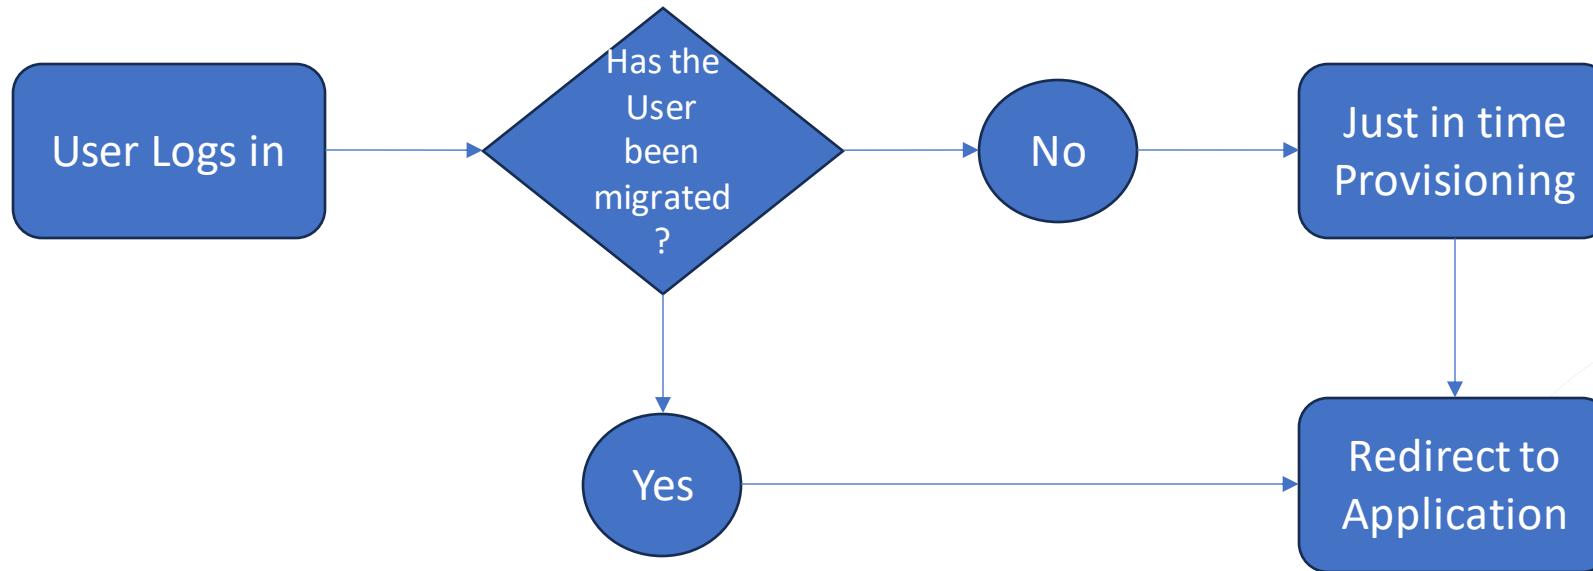 User Logs in
Has the
User
been
migrated
?
No
Just in time
Provisioning
Yes
Redirect to
Application